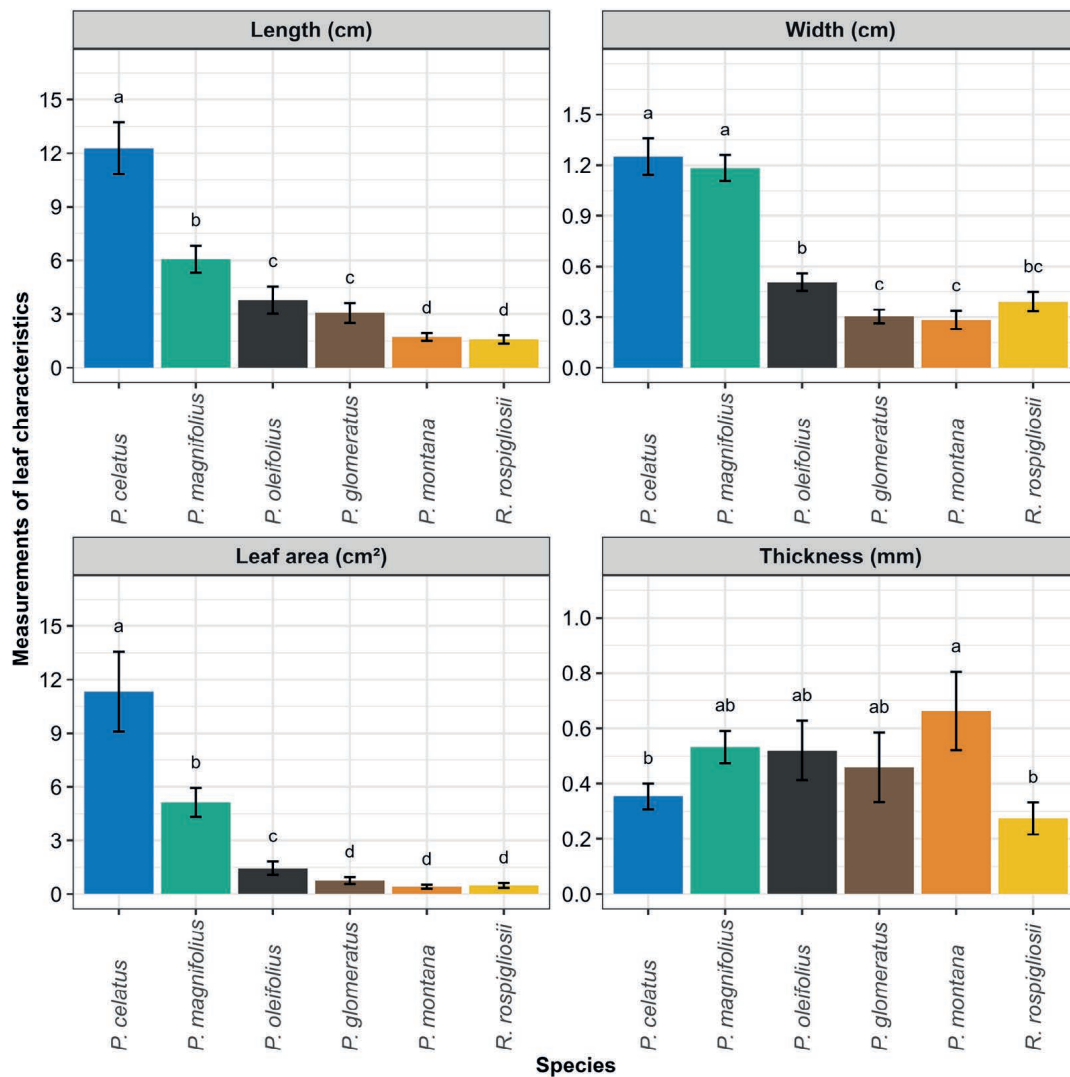 Measurements of leaf characteristics
Length (cm)
15
12
9
6
3
0
a
b
c
c
d
d
P. celatus
P. magnifolius
P. oleifolius
P. glomeratus
P. montana
R. rospigliosii
Width (cm)
1.5
1.2
0.9
0.6
0.3
0.0
a
a
b
c
c
bc
P. celatus
P. magnifolius
P. oleifolius
P. glomeratus
P. montana
R. rospigliosii
Leaf area (cm²)
15
12
9
6
3
0
a
b
c
d
d
d
P. celatus
P. magnifolius
P. oleifolius
P. glomeratus
P. montana
R. rospigliosii
Thickness (mm)
1.0
0.8
0.6
0.4
0.2
0.0
b
ab
ab
ab
a
b
P. celatus
P. magnifolius
P. oleifolius
P. glomeratus
P. montana
R. rospigliosii
Species